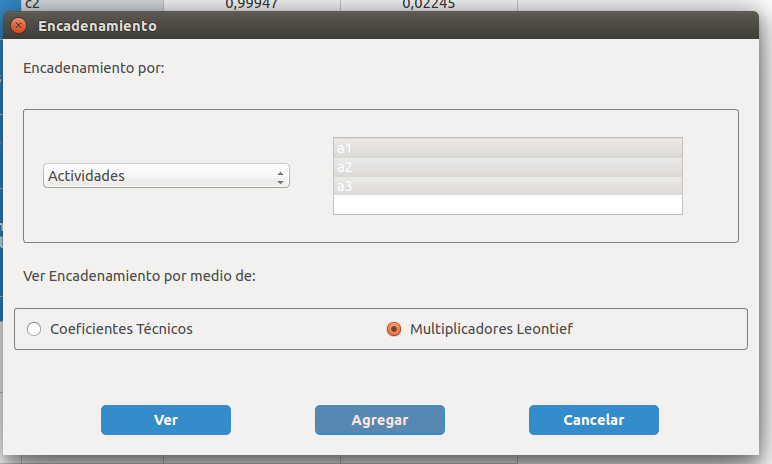 c2 0,99947 0,02245
Encadenamiento
Encadenamiento por:
Actividades
a1
a2
a3
Ver Encadenamiento por medio de:
Coeficientes Técnicos
Multiplicadores Leontief
Ver
Agregar
Cancelar